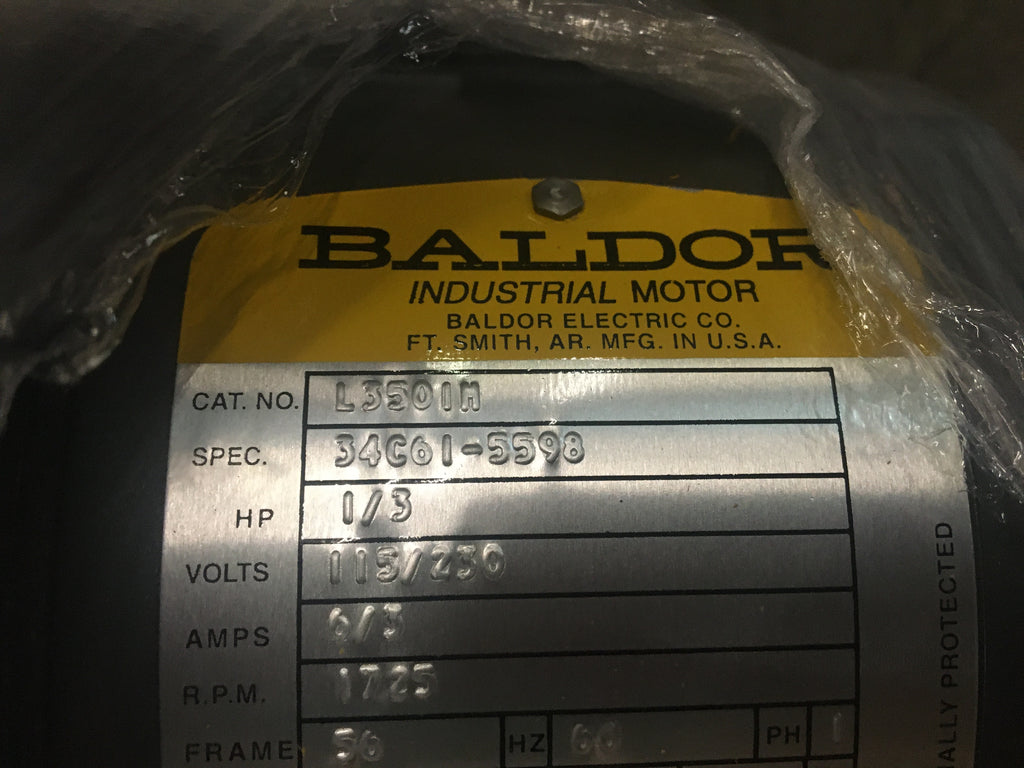 S
BALDOR
INDUSTRIAL MOTOR
BALDOR ELECTRIC CO.
FT. SMITH, AR. MFG. IN U.S.A.
CAT. NO. L3501M
SPEC. 34C61-5598
HP 1/3
VOLTS 115/230
AMPS 6/3
R.P.M. 1725
FRAME 56 HZ 60 PH 1
PROTECTED